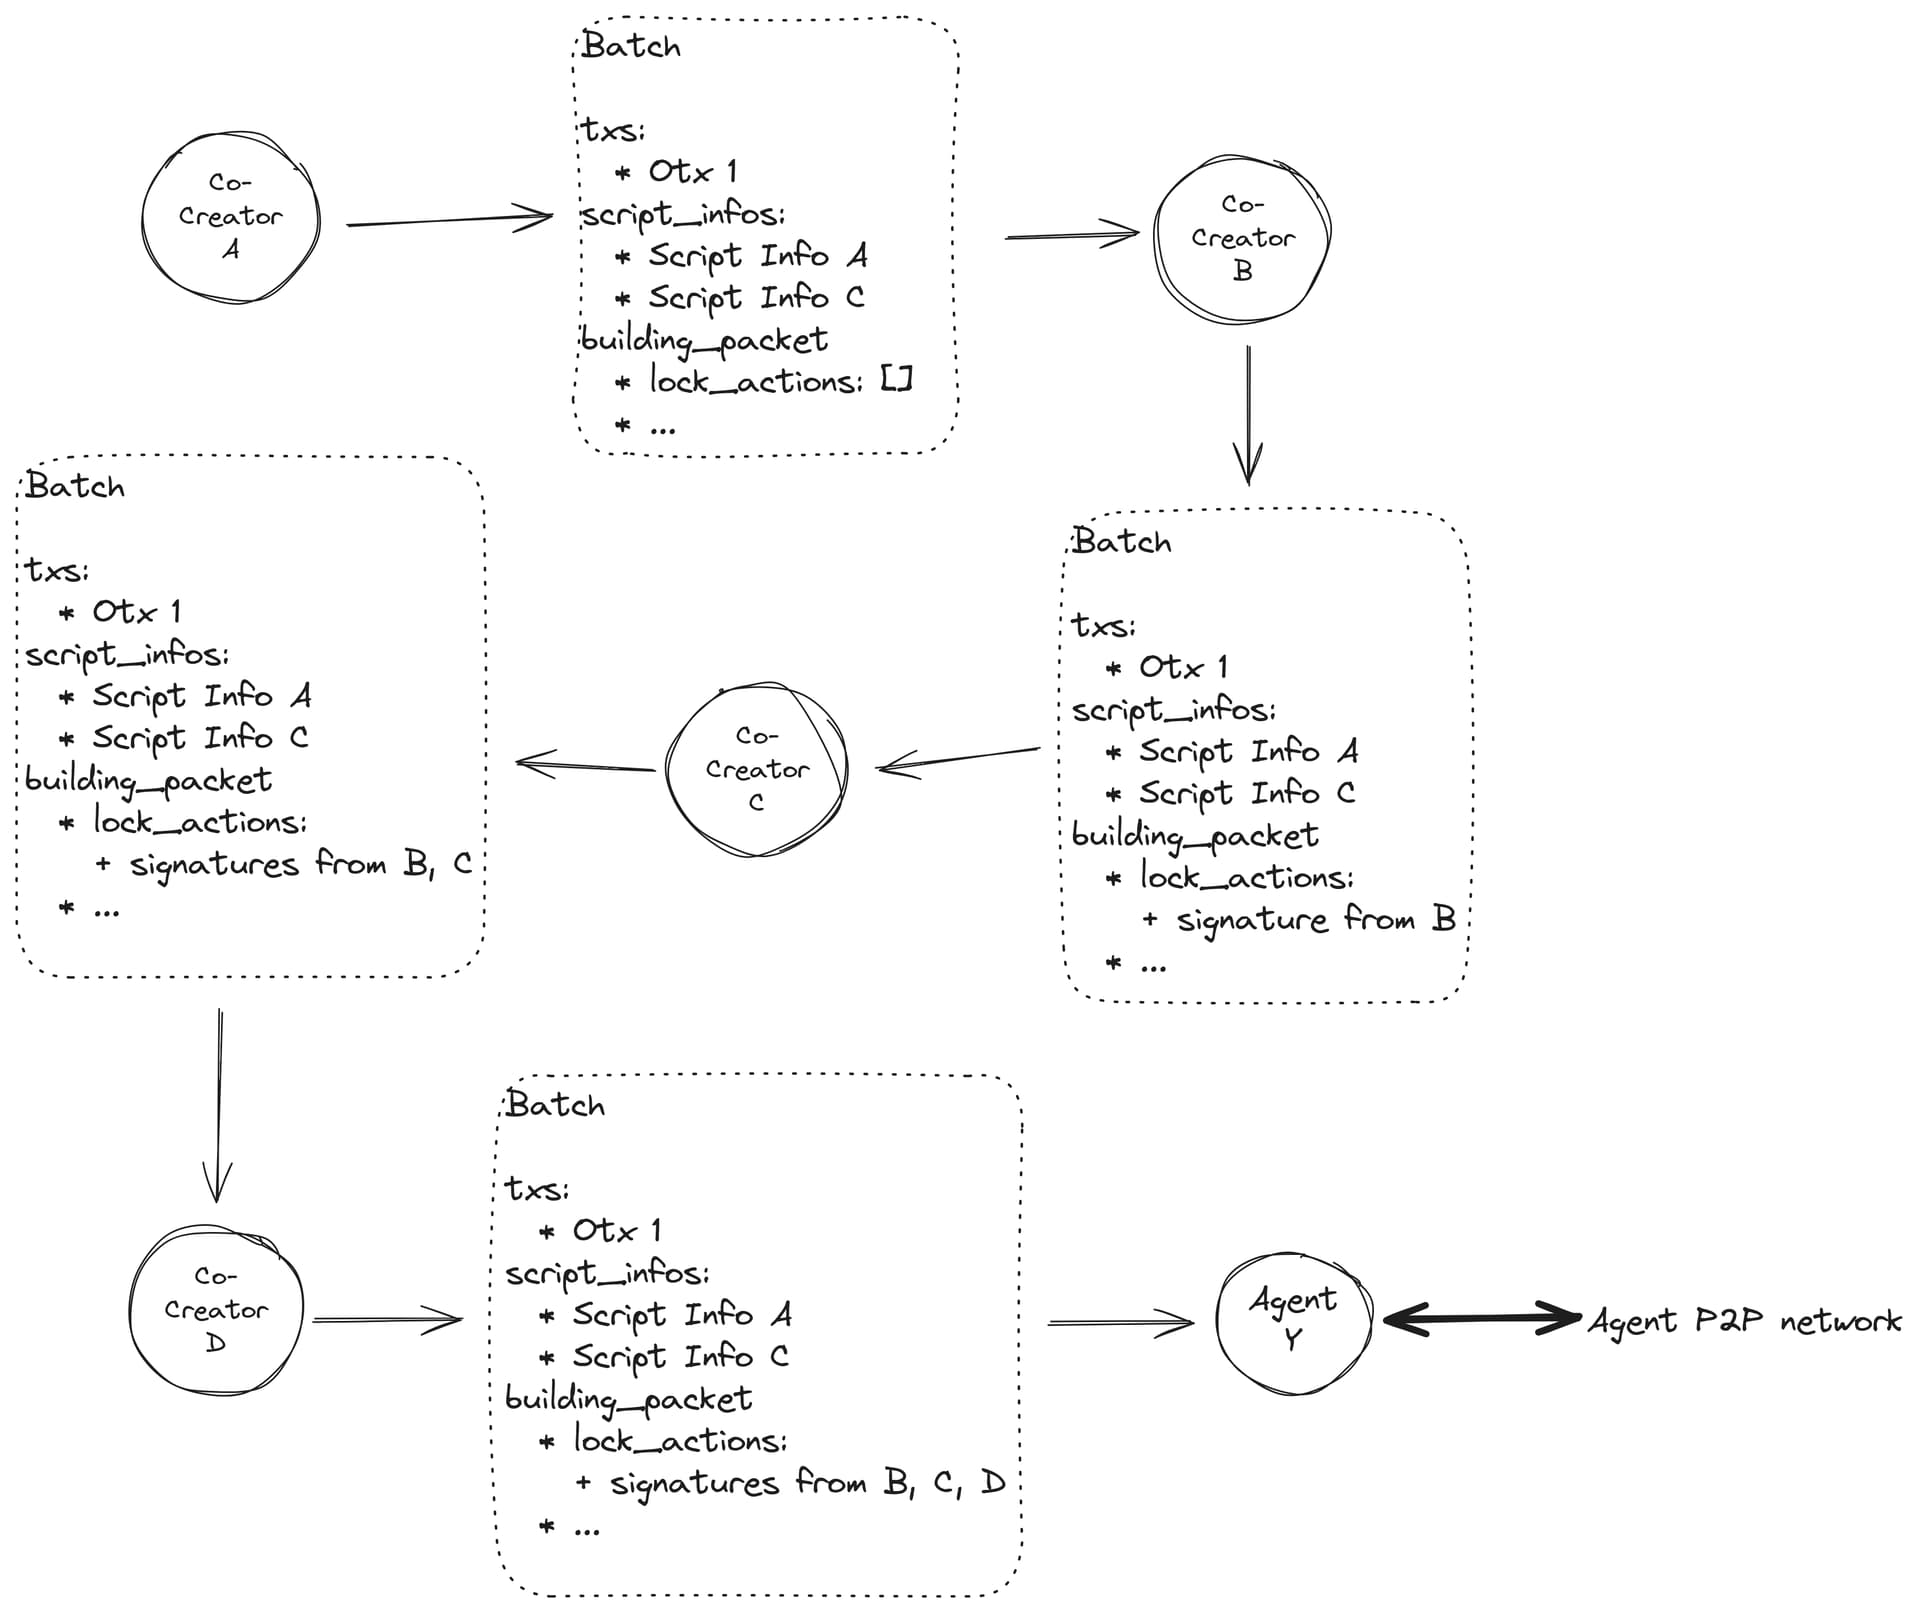 Co-
Creator
A
Batch
txs:
* Otx 1
script_infos:
* Script Info A
* Script Info C
building_packet
* lock_actions: []
* ...
Co-
Creator
B
Batch
txs:
* Otx 1
script_infos:
* Script Info A
* Script Info C
building_packet
* lock_actions:
+ signature from B
* ...
Co-
Creator
C
Batch
txs:
* Otx 1
script_infos:
* Script Info A
* Script Info C
building_packet
* lock_actions:
+ signatures from B, C
* ...
Co-
Creator
D
Batch
txs:
* Otx 1
script_infos:
* Script Info A
* Script Info C
building_packet
* lock_actions:
+ signatures from B, C, D
* ...
Agent
Y
Agent P2P network